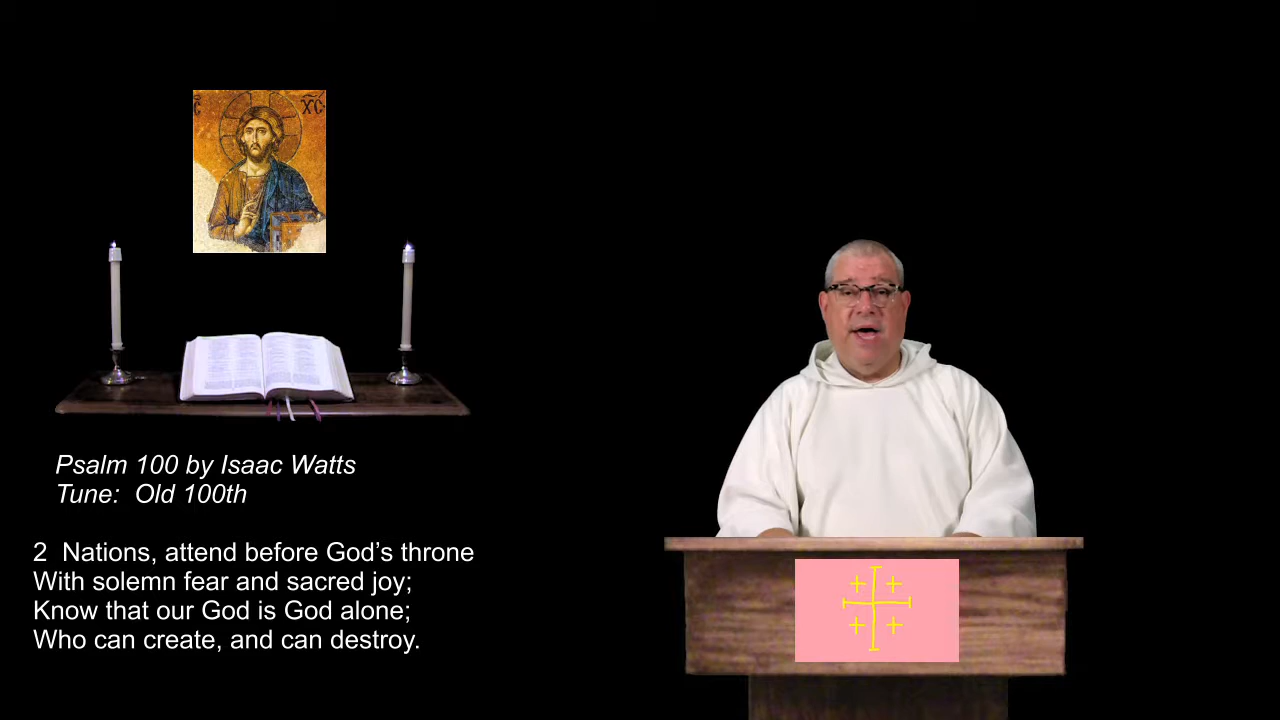 C
XC
Psalm 100 by Isaac Watts
Tune:  Old 100th
2  Nations, attend before God’s throne
With solemn fear and sacred joy;
Know that our God is God alone;
Who can create, and can destroy.